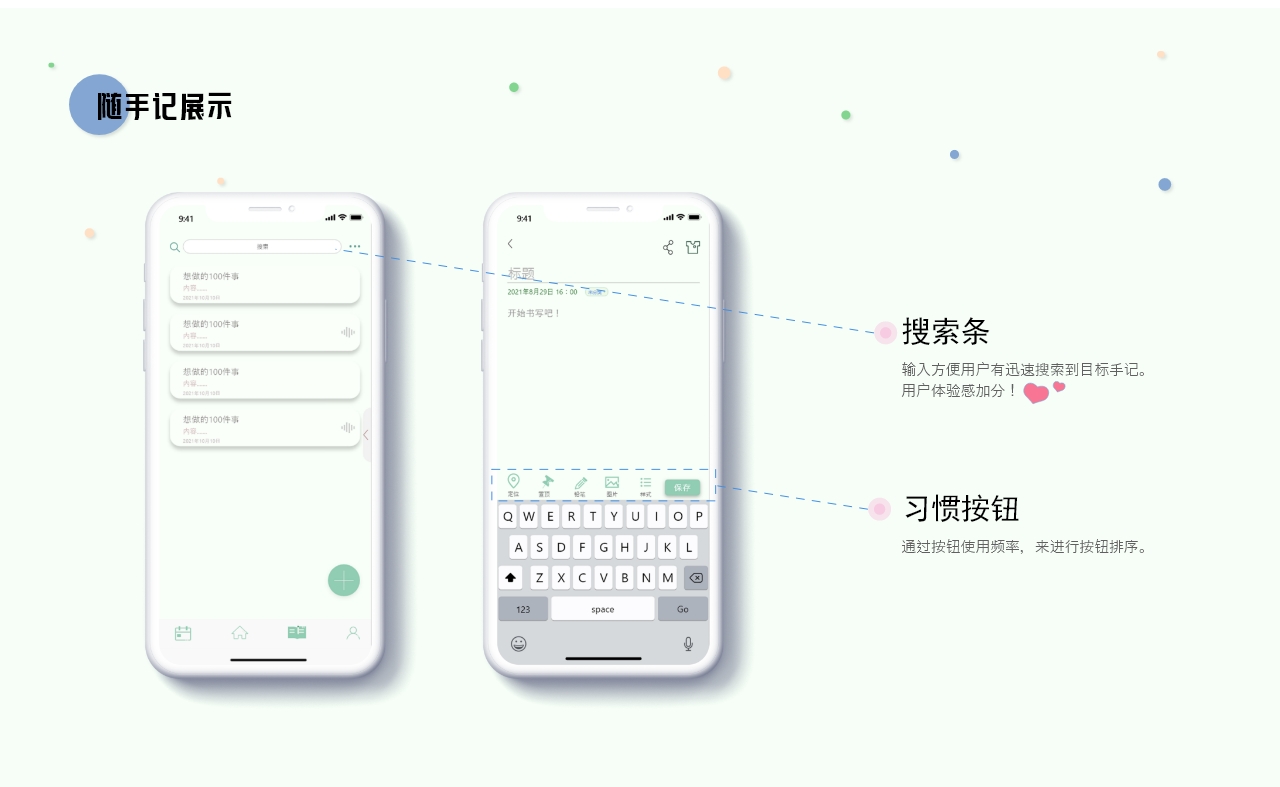 随手记展示
9:41
搜索
想做的100件事
内容......
2021年10月10日
想做的100件事
内容......
2021年10月10日
想做的100件事
内容......
2021年10月10日
想做的100件事
内容......
2021年10月10日
9:41
标题
2021年8月29日 16：00
开始书写吧！
定位 置顶 铅笔 图片 样式 保存
Q W E R T Y U I O P
A S D F G H J K L
Z X C V B N M
123 space Go
搜索条
输入方便用户有迅速搜索到目标手记。
用户体验感加分！
习惯按钮
通过按钮使用频率，来进行按钮排序。